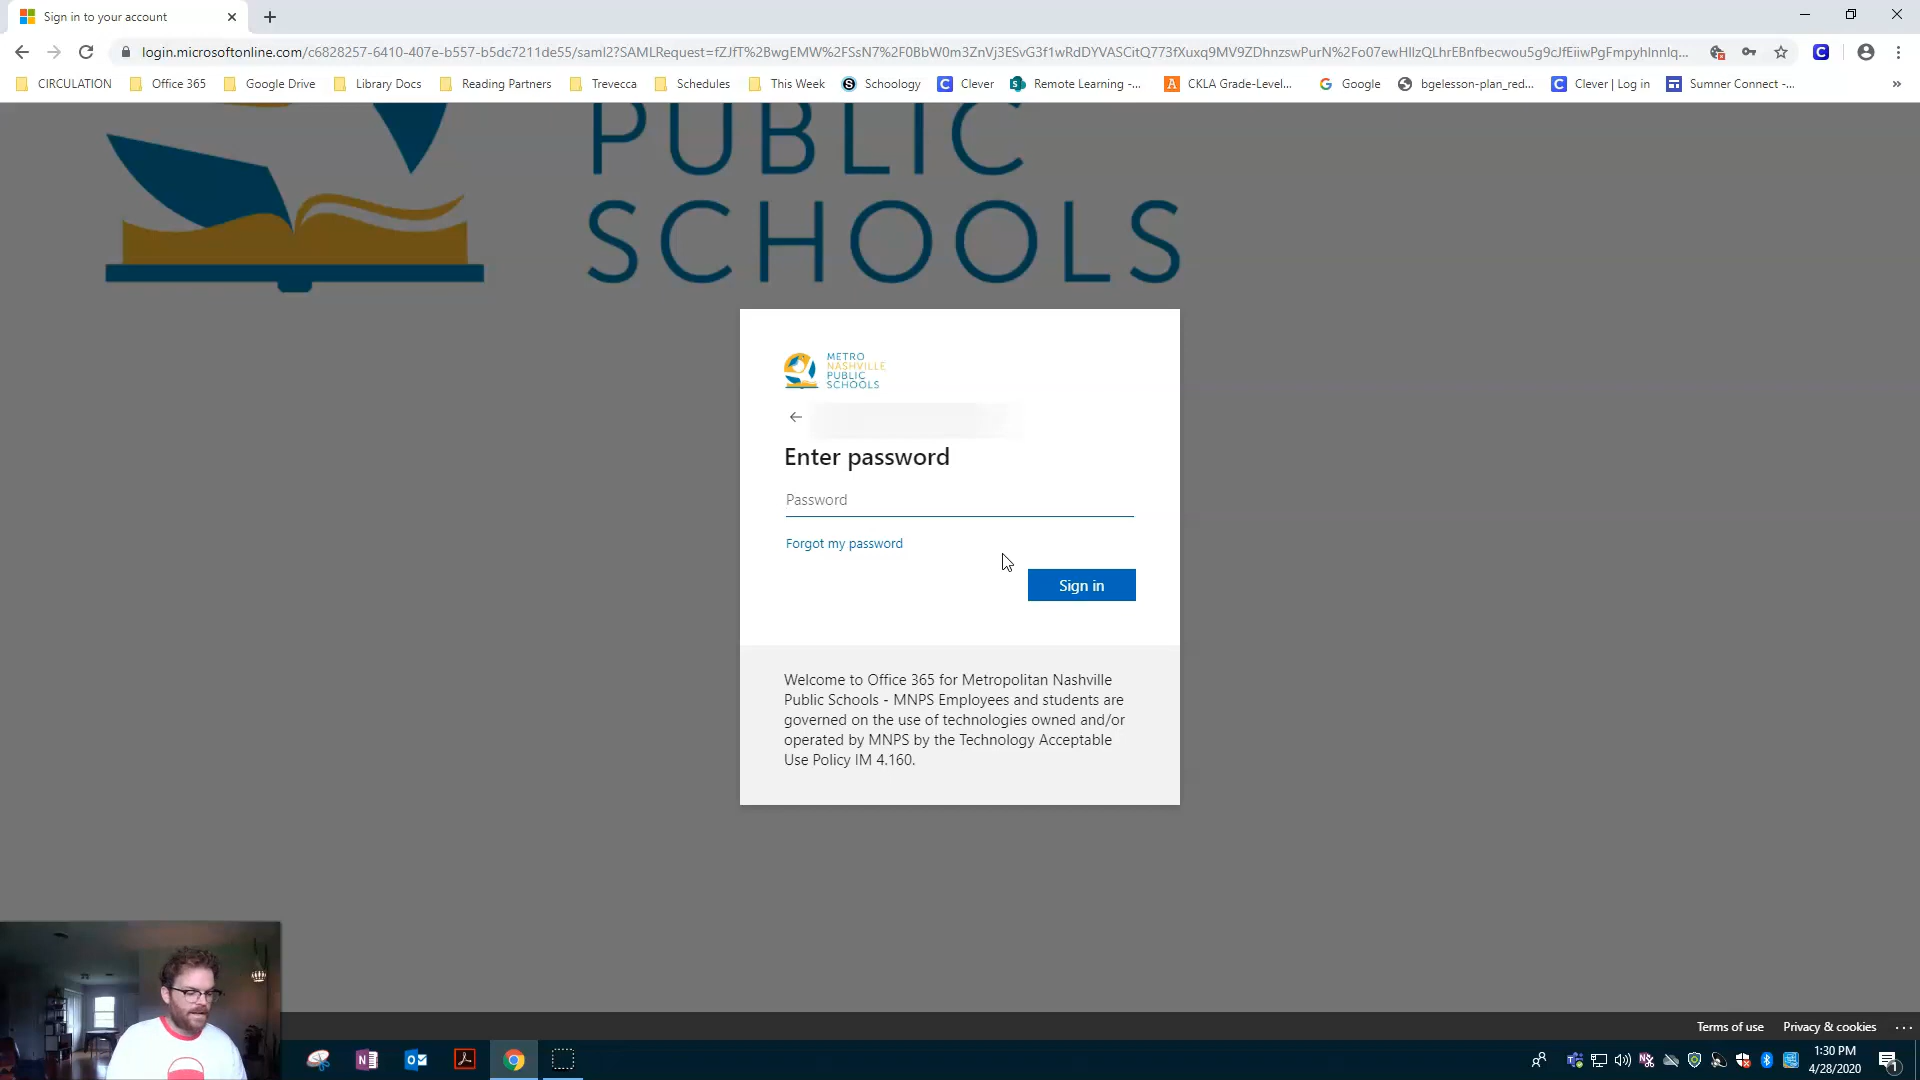 Sign in to your account
login.microsoftonline.com/c6828257-6410-407e-b557-b5dc7211de55/saml2?SAMLRequest=fZJfT%2BwgEMW%2FSsN7%2F0BbW0m3ZnVj3ESvG3f1wRdDYVASCitQ773fXuxq9MV9ZDhnzswPurN%2Fo07ewHllzQLhrEBnfbecwou5g9cJfEiiwPgFmpyhlnnlq...
CIRCULATION Office 365 Google Drive Library Docs Reading Partners Trevecca Schedules This Week Schoology Clever Remote Learning -... CKLA Grade-Level... Google bgelesson-plan_red... Clever | Log in Sumner Connect -...
PUBLIC
SCHOOLS
METRO
NASHVILLE
PUBLIC
SCHOOLS
Enter password
Password
Forgot my password
Sign in
Welcome to Office 365 for Metropolitan Nashville
Public Schools - MNPS Employees and students are
governed on the use of technologies owned and/or
operated by MNPS by the Technology Acceptable
Use Policy IM 4.160.
Terms of use Privacy & cookies ...
1:30 PM
4/28/2020